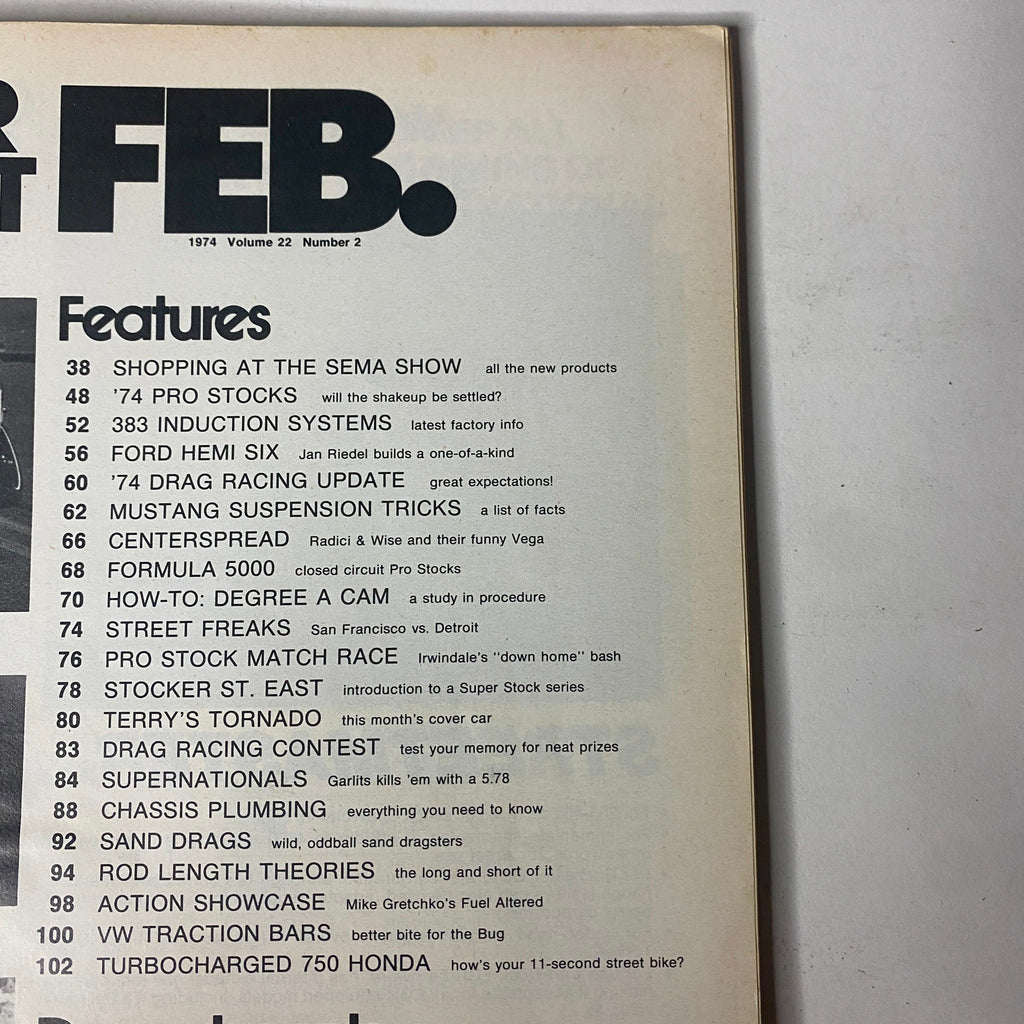 R
T
FEB.
1974 Volume 22 Number 2
Features
38 SHOPPING AT THE SEMA SHOW all the new products
48 '74 PRO STOCKS will the shakeup be settled?
52 383 INDUCTION SYSTEMS latest factory info
56 FORD HEMI SIX Jan Riedel builds a one-of-a-kind
60 '74 DRAG RACING UPDATE great expectations!
62 MUSTANG SUSPENSION TRICKS a list of facts
66 CENTERSPREAD Radici & Wise and their funny Vega
68 FORMULA 5000 closed circuit Pro Stocks
70 HOW-TO: DEGREE A CAM a study in procedure
74 STREET FREAKS San Francisco vs. Detroit
76 PRO STOCK MATCH RACE Irwindale's "down home" bash
78 STOCKER ST. EAST introduction to a Super Stock series
80 TERRY'S TORNADO this month's cover car
83 DRAG RACING CONTEST test your memory for neat prizes
84 SUPERNATIONALS Garlits kills 'em with a 5.78
88 CHASSIS PLUMBING everything you need to know
92 SAND DRAGS wild, oddball sand dragsters
94 ROD LENGTH THEORIES the long and short of it
98 ACTION SHOWCASE Mike Gretchko's Fuel Altered
100 VW TRACTION BARS better bite for the Bug
102 TURBOCHARGED 750 HONDA how's your 11-second street bike?